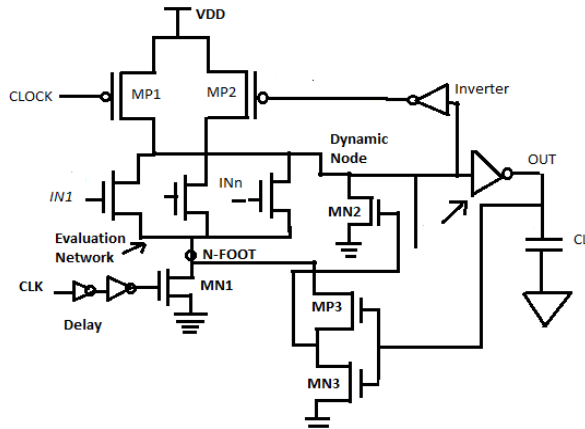 VDD
CLOCK
MP1
MP2
Inverter
Dynamic
Node
OUT
IN1
INn
MN2
Evaluation
Network
N-FOOT
CL
CLK
MN1
MP3
Delay
MN3